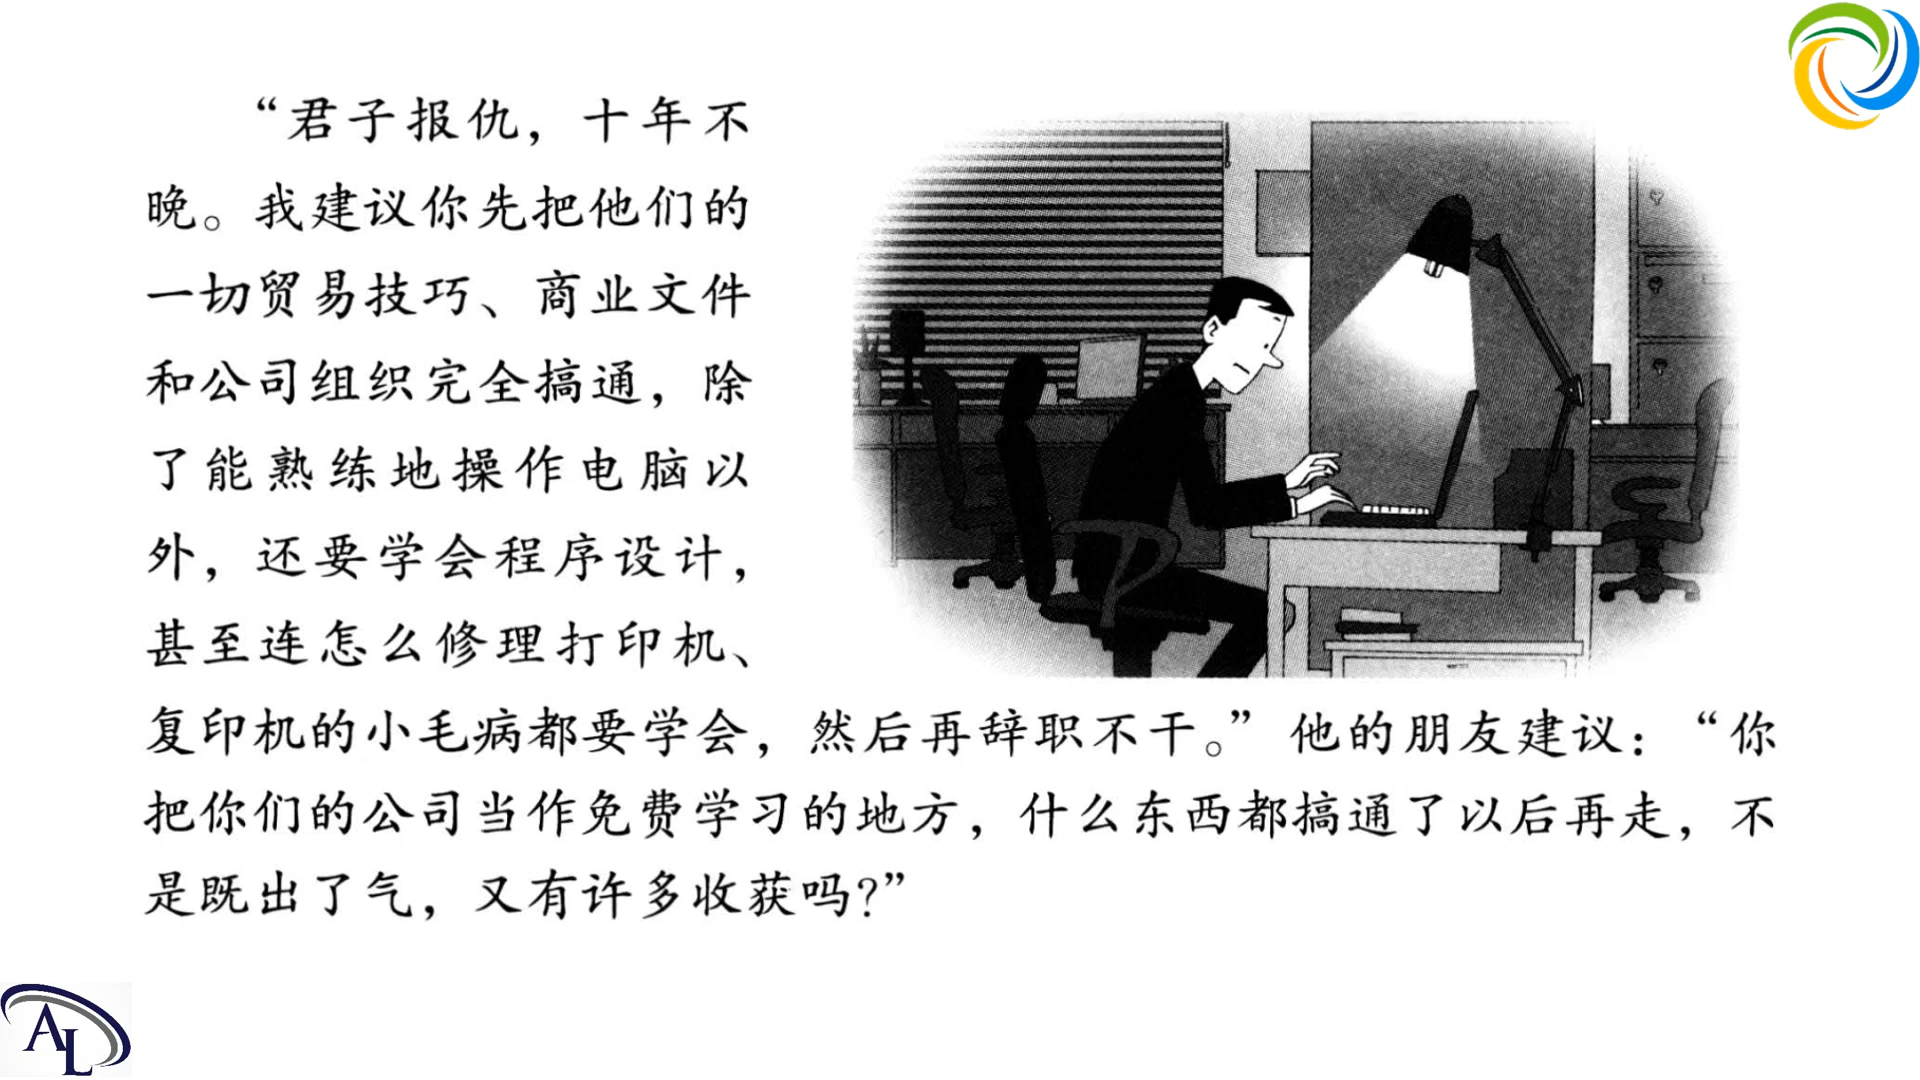 “君子报仇，十年不
晚。我建议你先把他们的
一切贸易技巧、商业文件
和公司组织完全搞通，除
了能熟练地操作电脑以
外，还要学会程序设计，
甚至连怎么修理打印机、
复印机的小毛病都要学会，然后再辞职不干。”他的朋友建议：“你
把你们的公司当作免费学习的地方，什么东西都搞通了以后再走，不
是既出了气，又有许多收获吗？”
AL